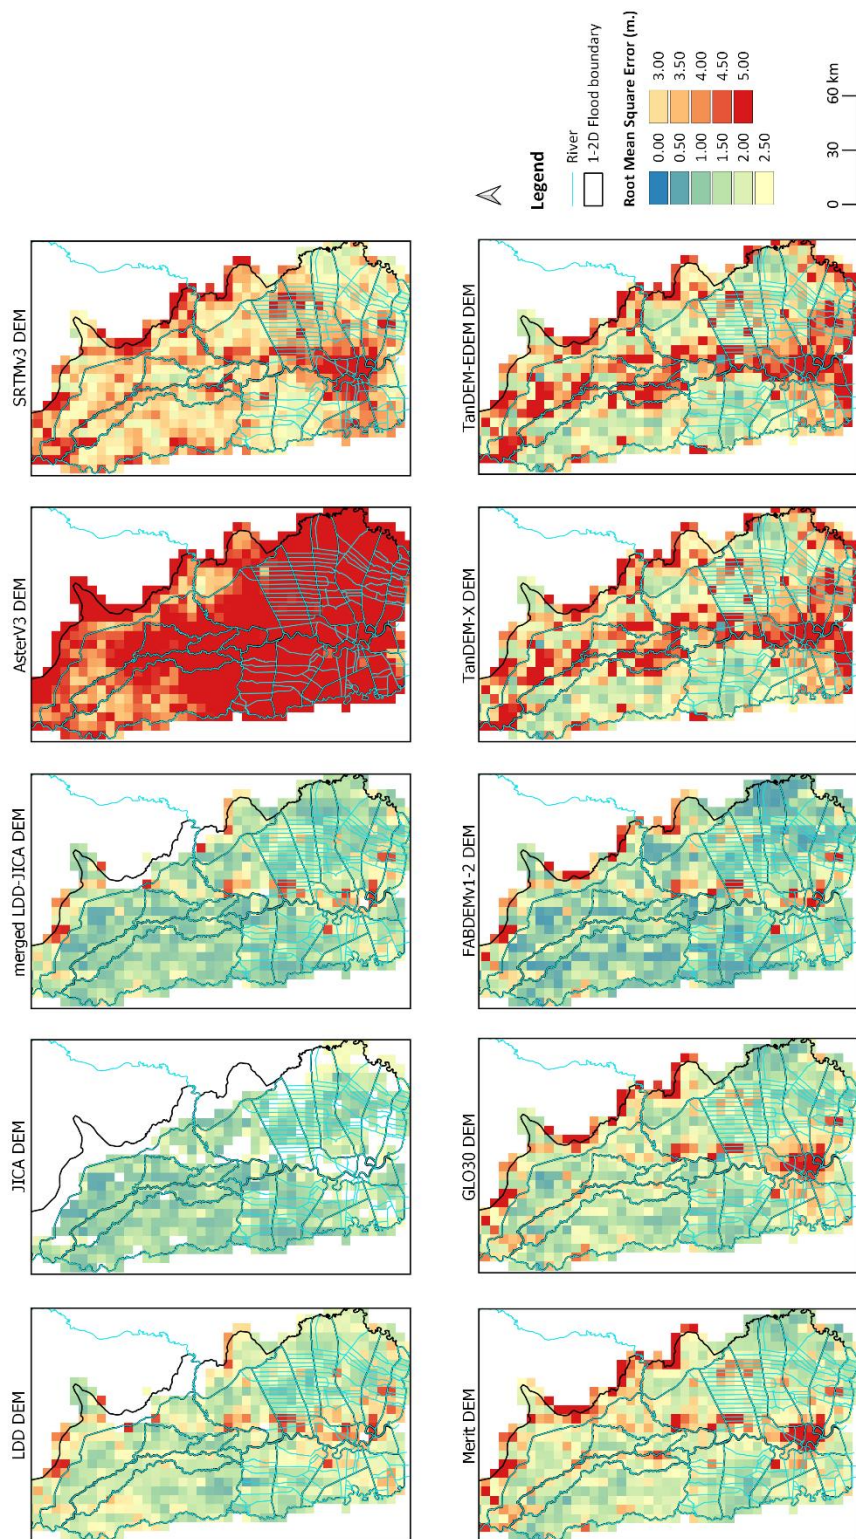 LDD DEM
JICA DEM
merged LDD-JICA DEM
AsterV3 DEM
SRTMv3 DEM
Merit DEM
GLO30 DEM
FABDEMv1-2 DEM
TanDEM-X DEM
TanDEM-EDEM DEM
Legend
River
1-2D Flood boundary
Root Mean Square Error (m.)
0.00 3.00
0.50 3.50
1.00 4.00
1.50 4.50
2.00 5.00
2.50
0 30 60 km